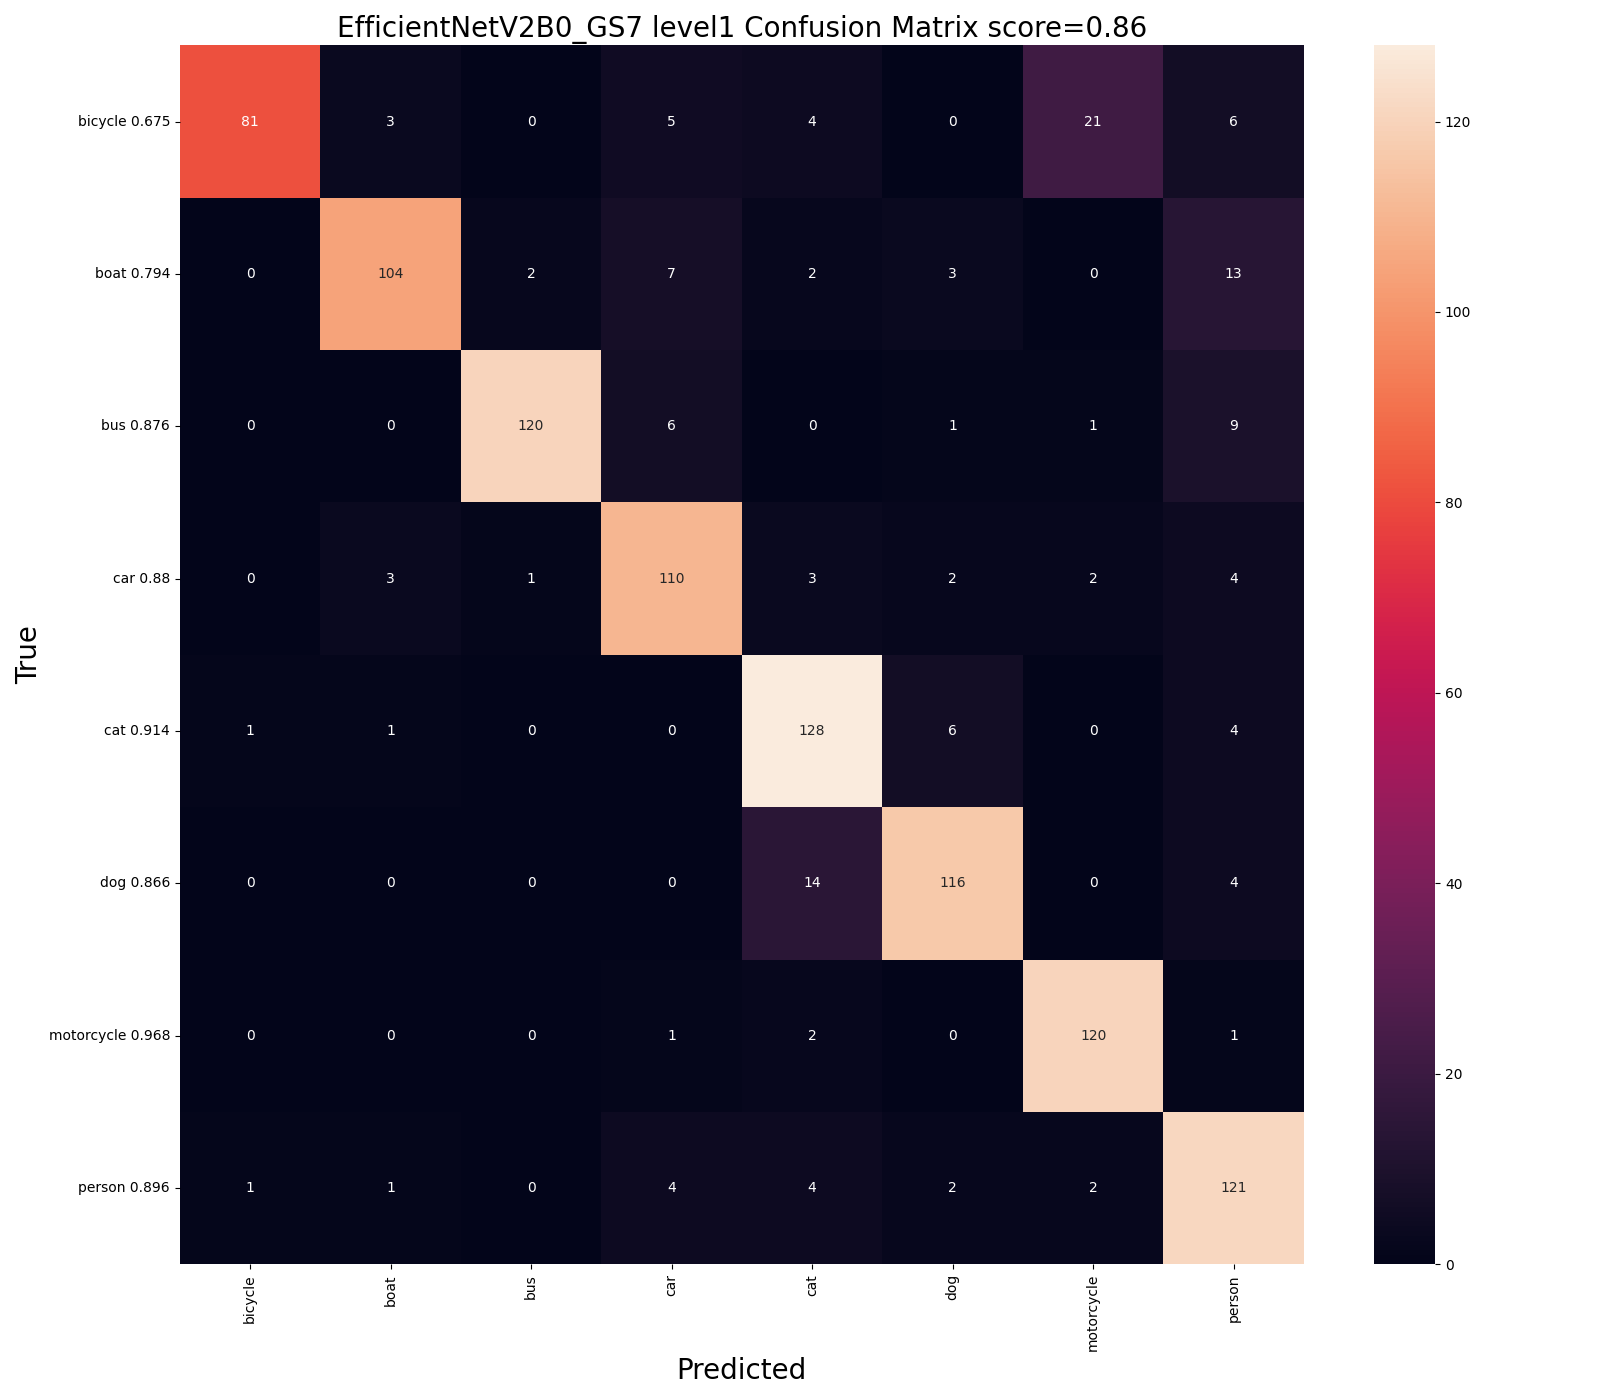 EfficientNetV2B0_GS7 level1 Confusion Matrix score=0.86
bicycle 0.675 81 3 0 5 4 0 21 6
boat 0.794 0 104 2 7 2 3 0 13
bus 0.876 0 0 120 6 0 1 1 9
car 0.88 0 3 1 110 3 2 2 4
cat 0.914 1 1 0 0 128 6 0 4
dog 0.866 0 0 0 0 14 116 0 4
motorcycle 0.968 0 0 0 1 2 0 120 1
person 0.896 1 1 0 4 4 2 2 121
True
bicycle boat bus car cat dog motorcycle person
Predicted
120
100
80
60
40
20
0